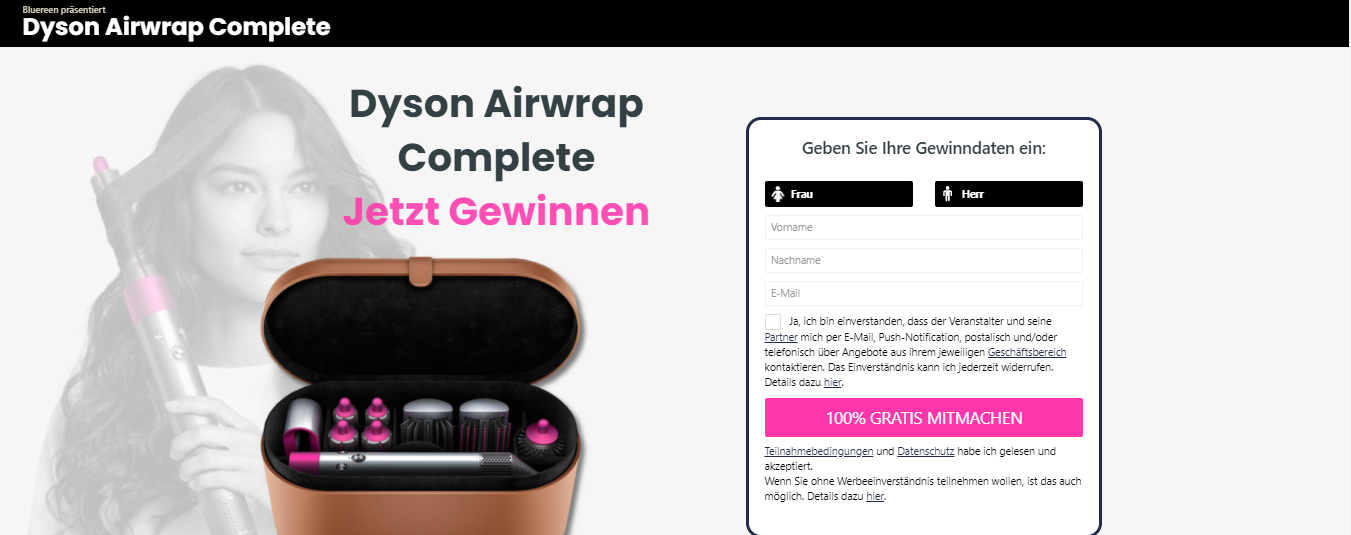 Bluereen präsentiert
Dyson Airwrap Complete
Dyson Airwrap
Complete
Jetzt Gewinnen
Geben Sie Ihre Gewinndaten ein:
Frau
Herr
Vorname
Nachname
E-Mail
Ja, ich bin einverstanden, dass der Veranstalter und seine
Partner mich per E-Mail, Push-Notification, postalisch und/oder
telefonisch über Angebote aus ihrem jeweiligen Geschäftsbereich
kontaktieren. Das Einverständnis kann ich jederzeit widerrufen.
Details dazu hier.
100% GRATIS MITMACHEN
Teilnahmebedingungen und Datenschutz habe ich gelesen und
akzeptiert.
Wenn Sie ohne Werbeeinverständnis teilnehmen wollen, ist das auch
möglich. Details dazu hier.